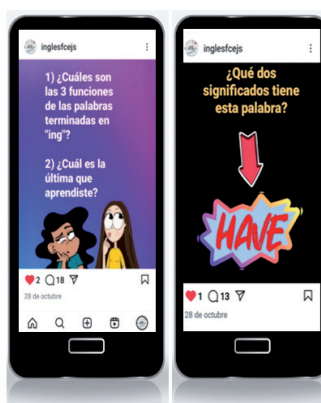 inglesfcejs
1) ¿Cuáles son
las 3 funciones
de las palabras
terminadas en
"ing"?
2) ¿Cuál es la
última que
aprendiste?
2 18
28 de octubre
inglesfcejs
¿Qué dos
significados tiene
esta palabra?
HAVE
1 13
28 de octubre